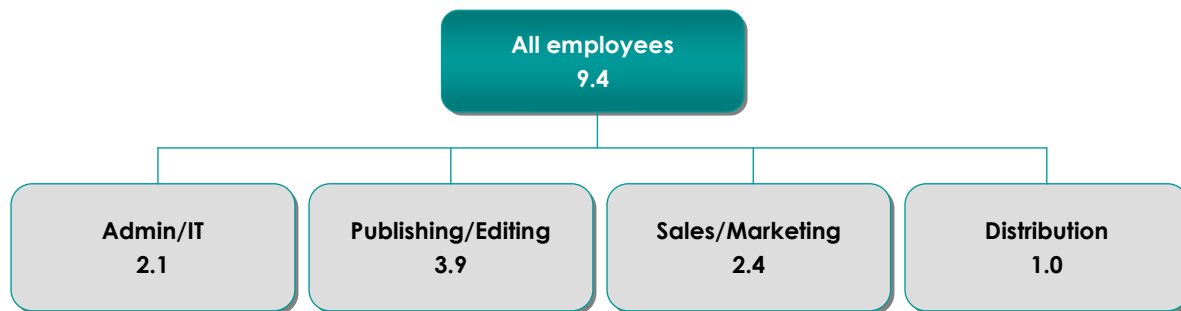 All employees
9.4
Admin/IT
2.1
Publishing/Editing
3.9
Sales/Marketing
2.4
Distribution
1.0